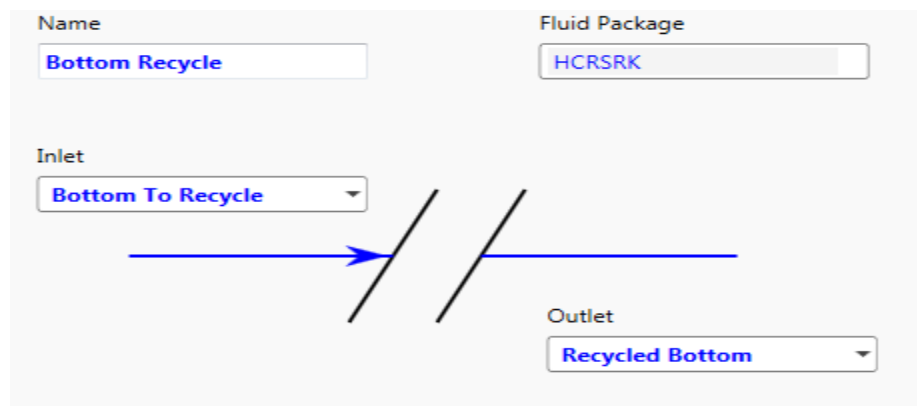 Name
Fluid Package
Bottom Recycle
HCRSRK
Inlet
Bottom To Recycle
Outlet
Recycled Bottom